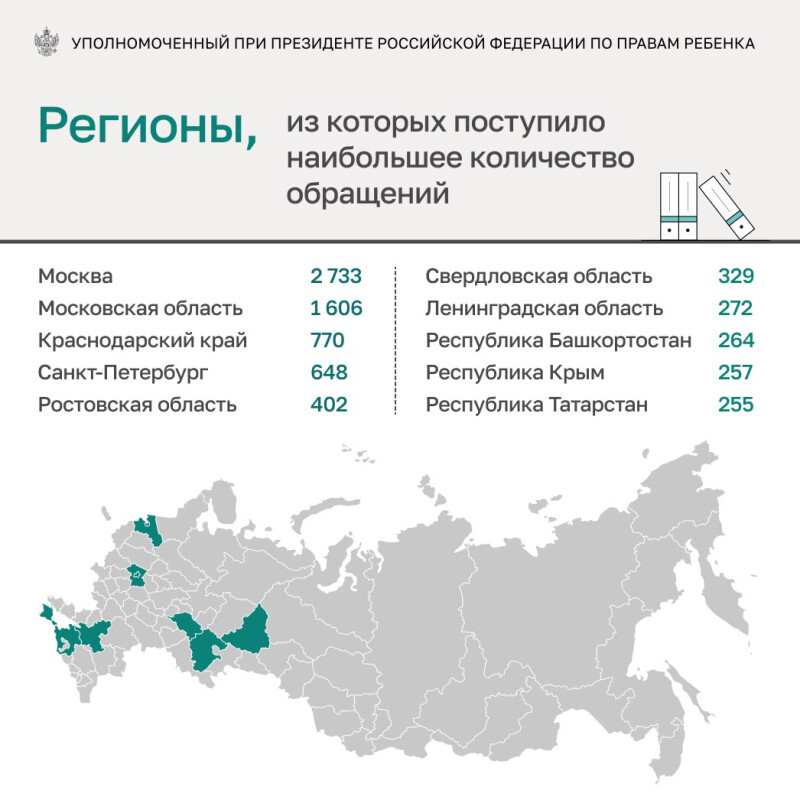 УПОЛНОМОЧЕННЫЙ ПРИ ПРЕЗИДЕНТЕ РОССИЙСКОЙ ФЕДЕРАЦИИ ПО ПРАВАМ РЕБЕНКА
Регионы,
из которых поступило
наибольшее количество
обращений
Москва 2 733
Московская область 1 606
Краснодарский край 770
Санкт-Петербург 648
Ростовская область 402
Свердловская область 329
Ленинградская область 272
Республика Башкортостан 264
Республика Крым 257
Республика Татарстан 255